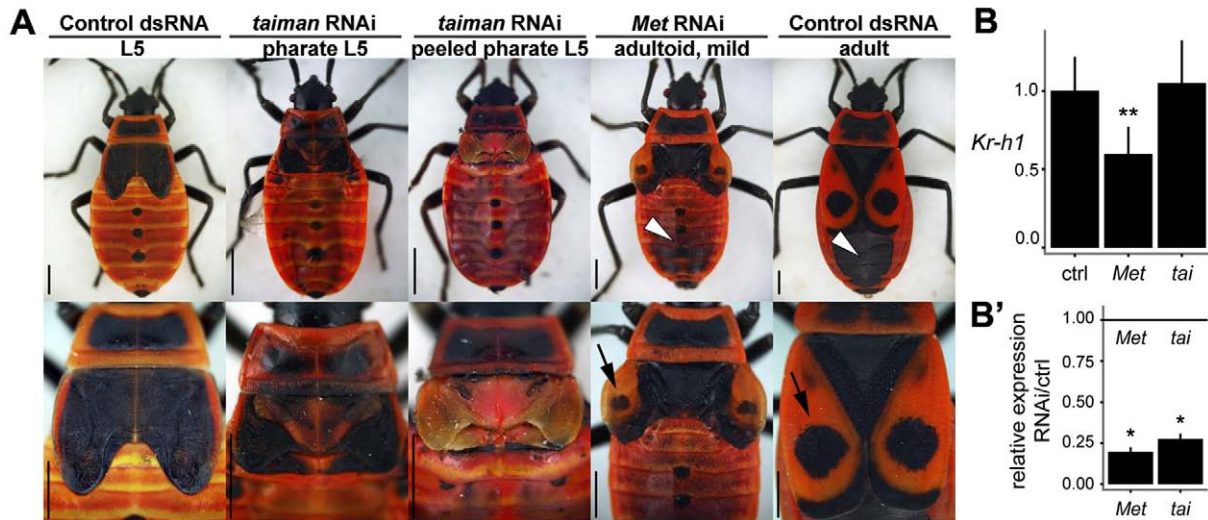 A
Control dsRNA
L5
taiman RNAi
pharate L5
taiman RNAi
peeled pharate L5
Met RNAi
adultoid, mild
Control dsRNA
adult
B
Kr-h1
1.0
0.5
0.0
**
ctrl Met tai
B'
relative expression
RNAi/ctrl
1.00
0.75
0.50
0.25
0.00
Met tai
* *
Met tai